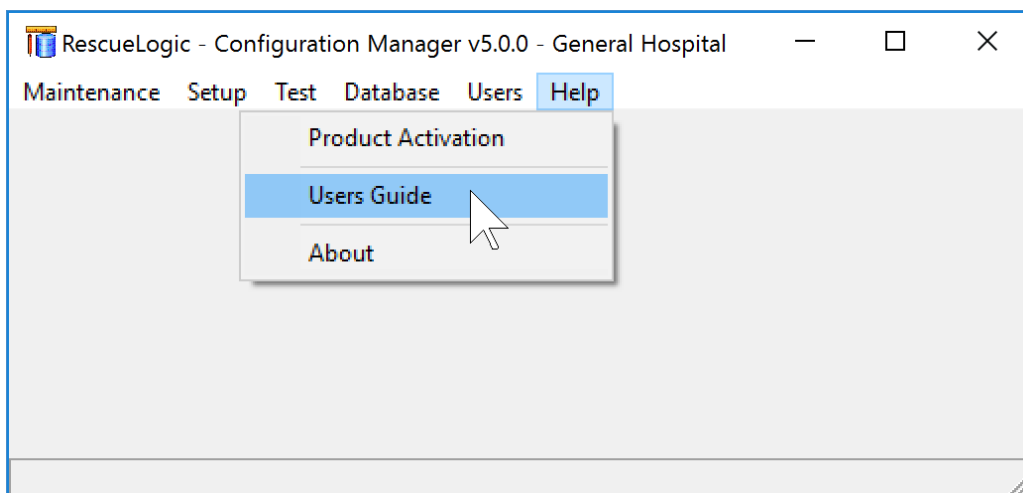 RescueLogic - Configuration Manager v5.0.0 - General Hospital
Maintenance Setup Test Database Users Help
Product Activation
Users Guide
About